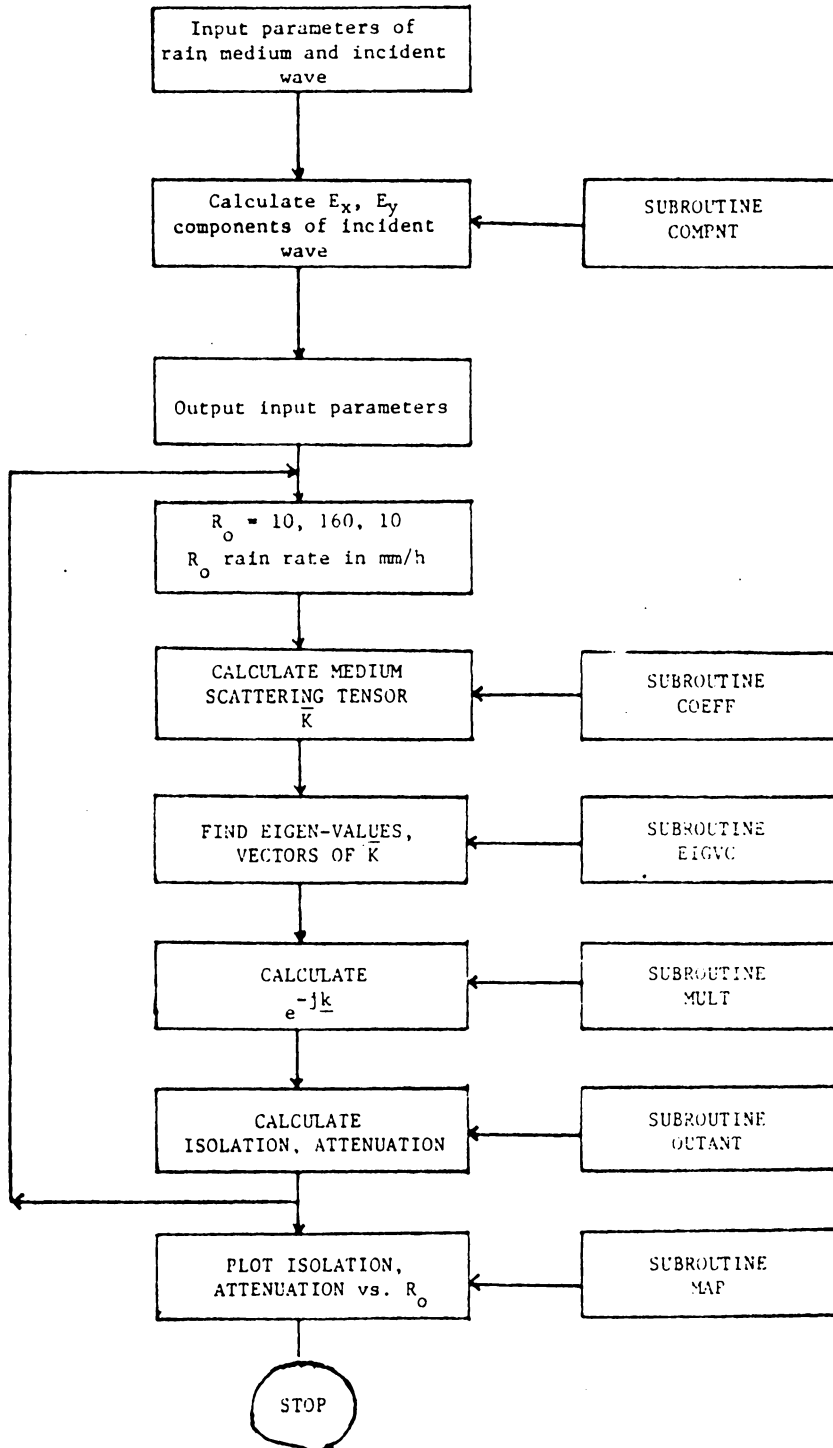 Input parameters of
rain medium and incident
wave
Calculate Ex, Ey
components of incident
wave
SUBROUTINE
COMPNT
Output input parameters
Ro = 10, 160, 10
Ro rain rate in mm/h
CALCULATE MEDIUM
SCATTERING TENSOR
K̅
SUBROUTINE
COEFF
FIND EIGEN-VALUES,
VECTORS OF K̅
SUBROUTINE
EIGVC
CALCULATE
e-jk̲
SUBROUTINE
MULT
CALCULATE
ISOLATION, ATTENUATION
SUBROUTINE
OUTANT
PLOT ISOLATION,
ATTENUATION vs. Ro
SUBROUTINE
MAP
STOP